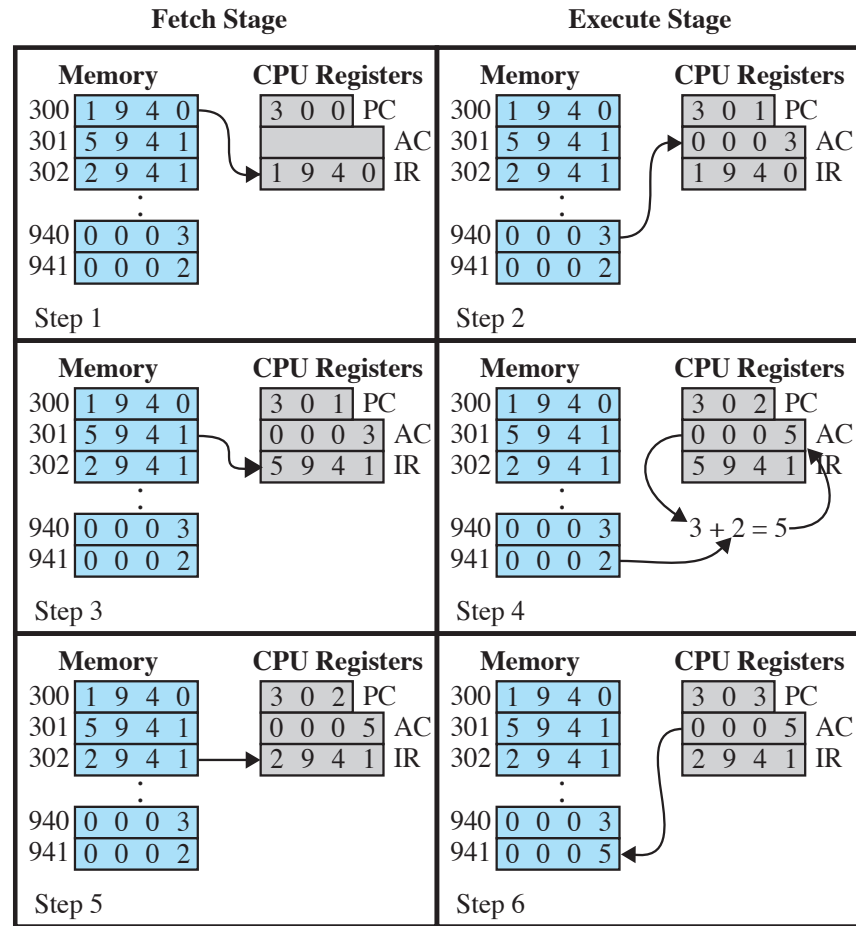 Fetch Stage Execute Stage
Memory CPU Registers
300 1 9 4 0 3 0 0 PC
301 5 9 4 1 AC
302 2 9 4 1 1 9 4 0 IR
940 0 0 0 3
941 0 0 0 2
Step 1
Memory CPU Registers
300 1 9 4 0 3 0 1 PC
301 5 9 4 1 0 0 0 3 AC
302 2 9 4 1 1 9 4 0 IR
940 0 0 0 3
941 0 0 0 2
Step 2
Memory CPU Registers
300 1 9 4 0 3 0 1 PC
301 5 9 4 1 0 0 0 3 AC
302 2 9 4 1 5 9 4 1 IR
940 0 0 0 3
941 0 0 0 2
Step 3
Memory CPU Registers
300 1 9 4 0 3 0 2 PC
301 5 9 4 1 0 0 0 5 AC
302 2 9 4 1 5 9 4 1 IR
940 0 0 0 3 3 + 2 = 5
941 0 0 0 2
Step 4
Memory CPU Registers
300 1 9 4 0 3 0 2 PC
301 5 9 4 1 0 0 0 5 AC
302 2 9 4 1 2 9 4 1 IR
940 0 0 0 3
941 0 0 0 2
Step 5
Memory CPU Registers
300 1 9 4 0 3 0 3 PC
301 5 9 4 1 0 0 0 5 AC
302 2 9 4 1 2 9 4 1 IR
940 0 0 0 3
941 0 0 0 5
Step 6